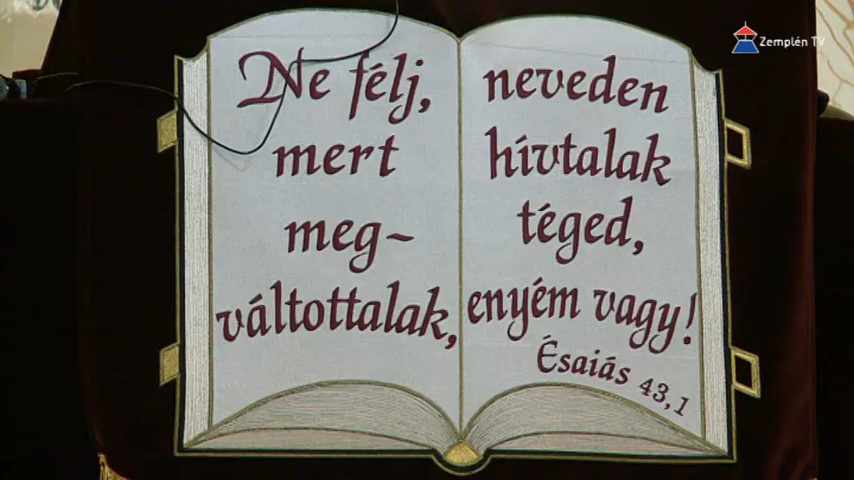 Ne félj,
mert
meg-
váltottalak,
neveden
hívtalak
téged,
enyém vagy!
Ésaiás 43,1
Zemplén TV